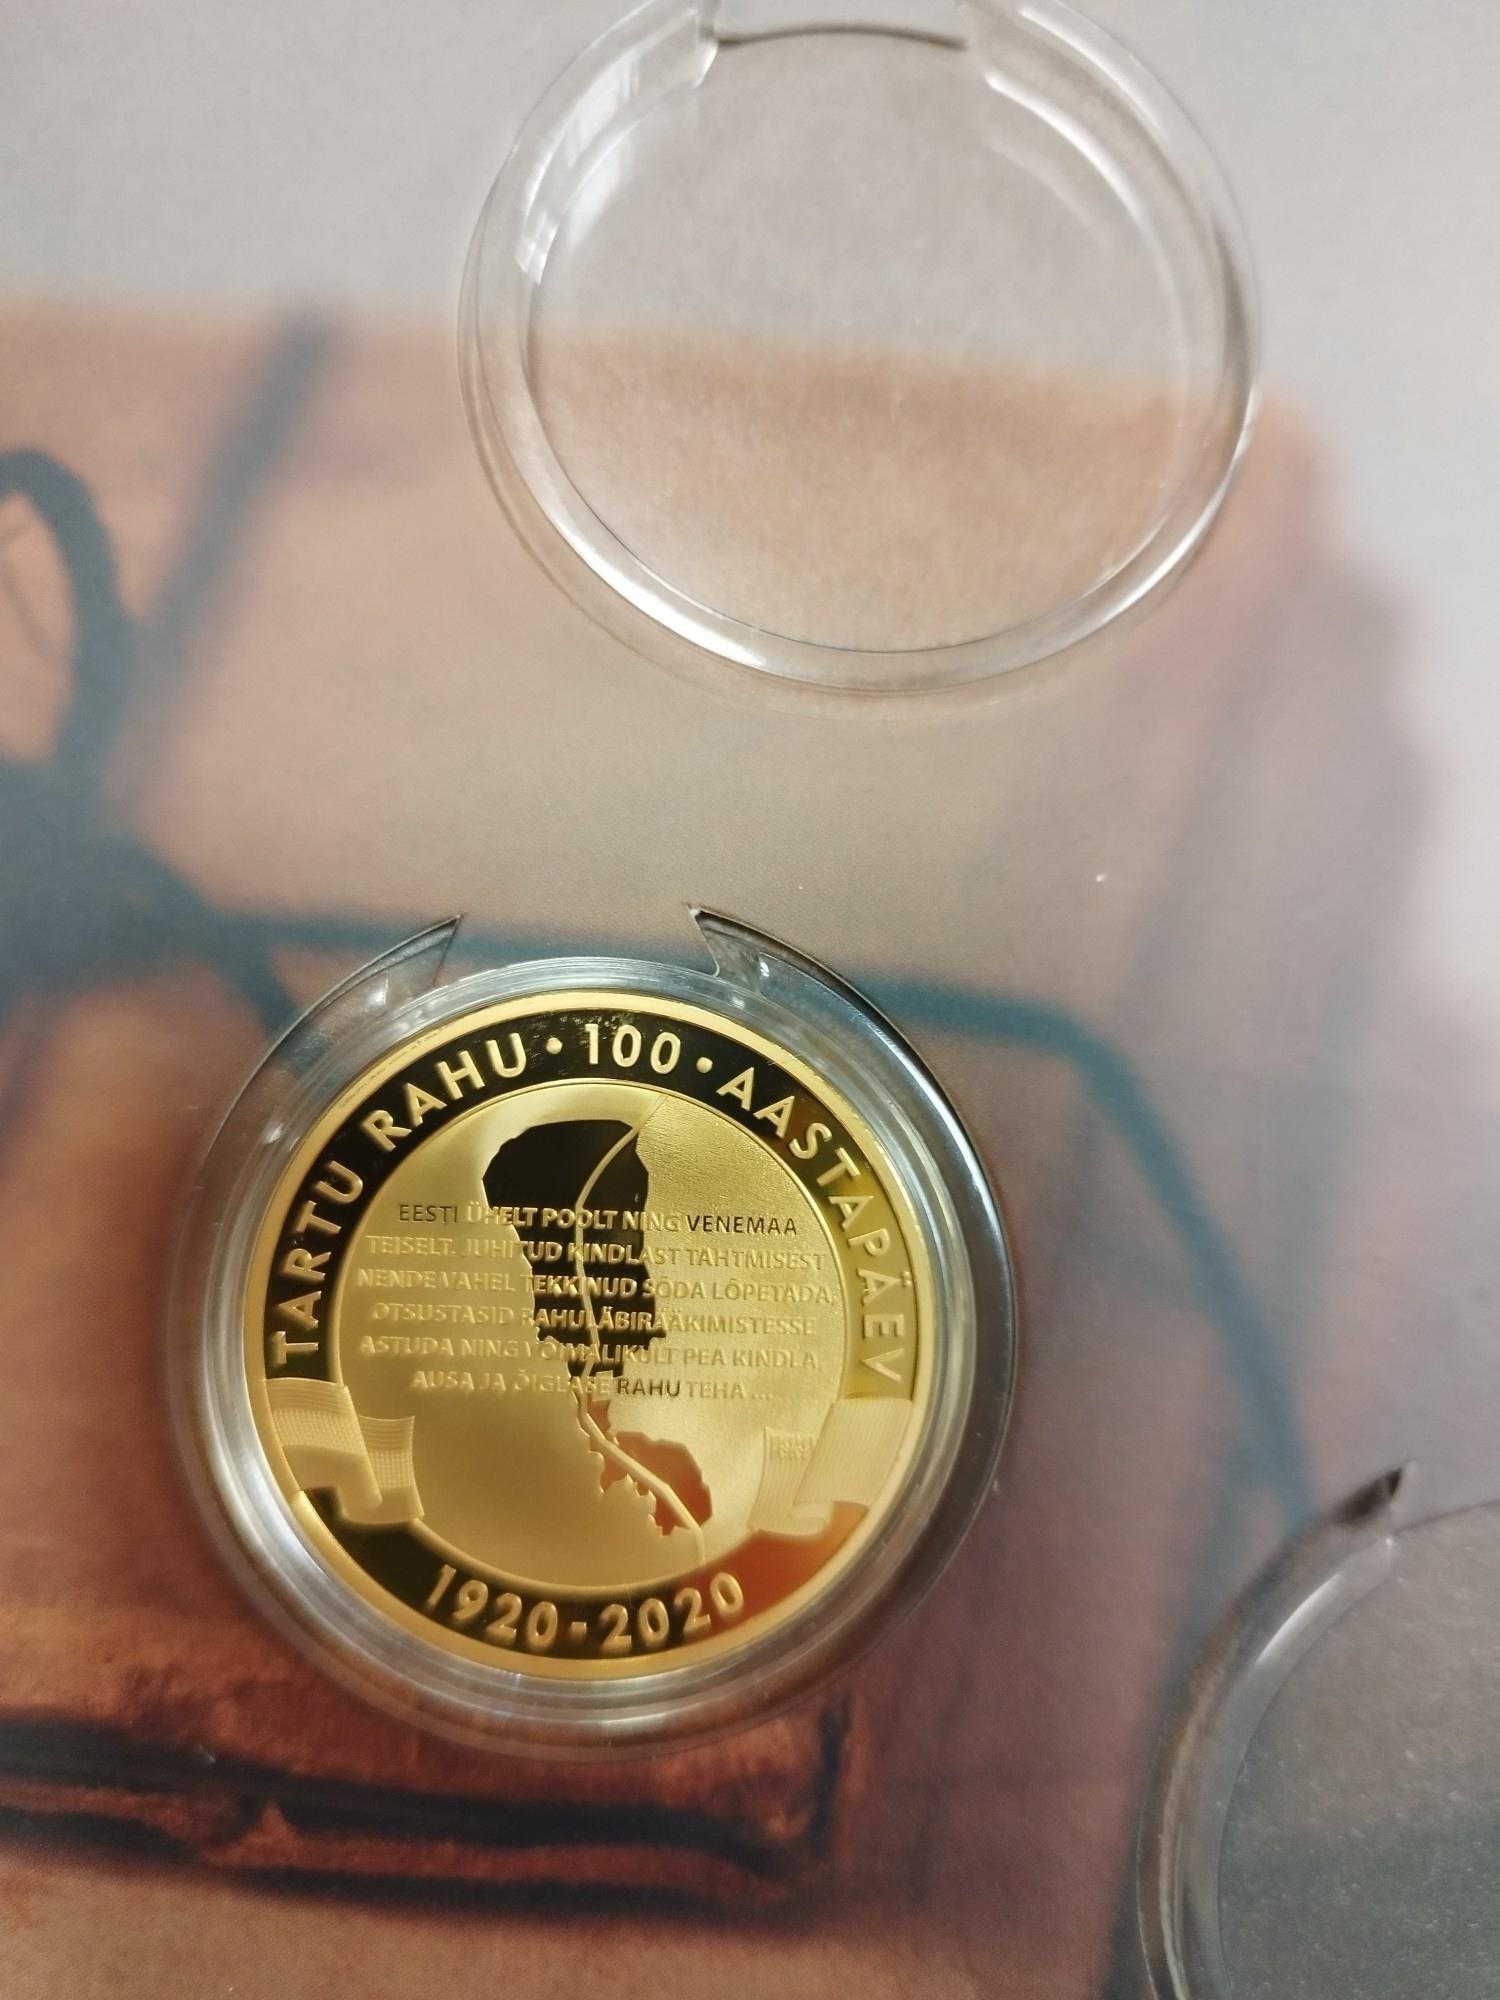 TARTU RAHU • 100 • AASTAPÄEV
EESTI ÜHELT POOLT NING VENEMAA
TEISELT, JUHITUD KINDLAST TAHTMISEST
NENDE VAHEL TEKKINUD SÕDA LÕPETADA,
OTSUSTASID RAHULÄBIRÄÄKIMISTESSE
ASTUDA NING VÕIMALIKULT PEA KINDLA,
AUSA JA ÕIGLASE RAHU TEHA ...
1920-2020